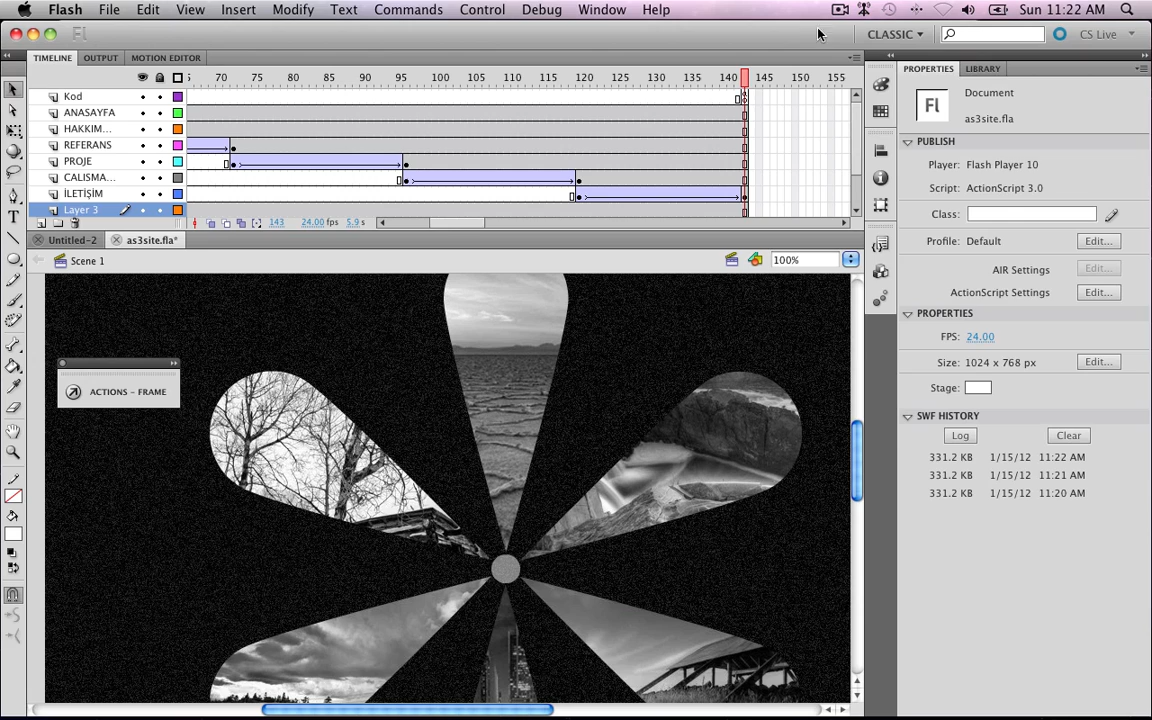 Flash File Edit View Insert Modify Text Commands Control Debug Window Help Sun 11:22 AM
Fl CLASSIC CS Live
TIMELINE OUTPUT MOTION EDITOR
5 70 75 80 85 90 95 100 105 110 115 120 125 130 135 140 145 150 155
Kod
ANASAYFA
HAKKIM...
REFERANS
PROJE
CALISMA...
İLETİŞİM
Layer 3
143 24.00 fps 5.9 s
Untitled-2 as3site.fla*
Scene 1 100%
ACTIONS - FRAME
PROPERTIES LIBRARY
Fl
Document
as3site.fla
PUBLISH
Player: Flash Player 10
Script: ActionScript 3.0
Class:
Profile: Default Edit...
AIR Settings Edit...
ActionScript Settings Edit...
PROPERTIES
FPS: 24.00
Size: 1024 x 768 px Edit...
Stage:
SWF HISTORY
Log Clear
331.2 KB 1/15/12 11:22 AM
331.2 KB 1/15/12 11:21 AM
331.2 KB 1/15/12 11:20 AM